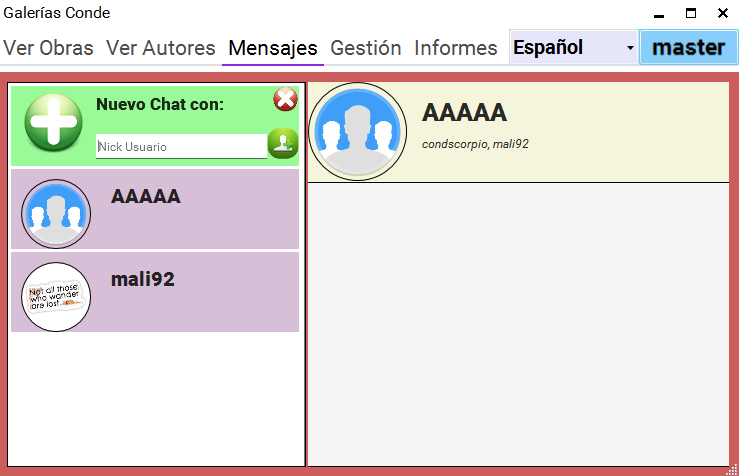 Galerías Conde
Ver Obras Ver Autores Mensajes Gestión Informes Español master
Nuevo Chat con:
Nick Usuario
AAAAA
Not all those
who wander
are lost...
mali92
AAAAA
condscorpio, mali92